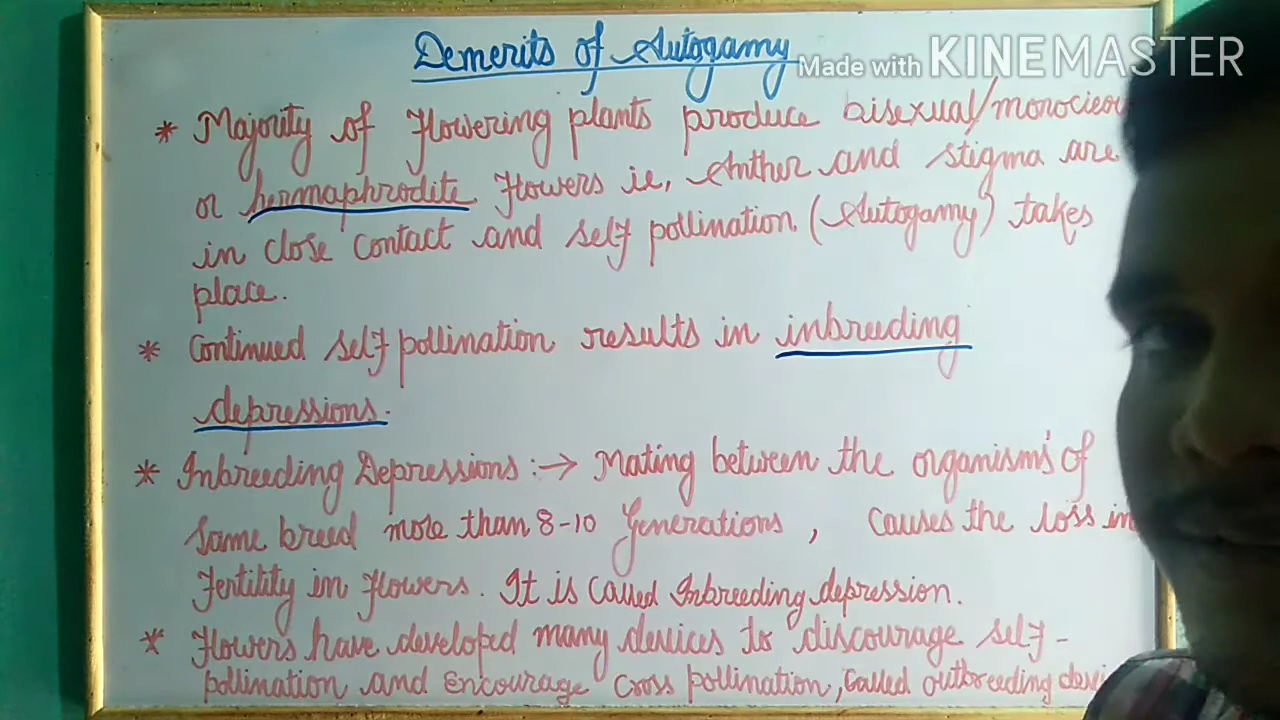 Demerits of Autogamy
Made with KINEMASTER
* Majority of Flowering plants produce bisexual/monocieou
or hermaphrodite Flowers ie, Anther and stigma are
in close contact and self pollination (Autogamy) takes
place.
* Continued self pollination results in inbreeding
depressions.
* Inbreeding Depressions :→ Mating between the organism's of
same breed more than 8-10 Generations, causes the loss in
Fertility in Flowers. It is called Inbreeding depression.
* Flowers have developed many devices to discourage self-
pollination and Encourage cross pollination, called outbreeding devi